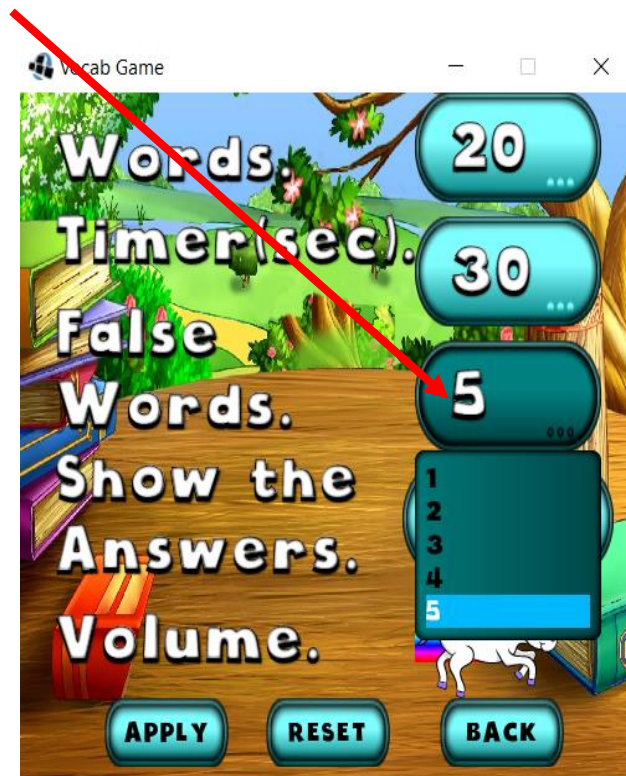 Vocab Game
Words. 20
Timer(sec). 30
False
Words. 5
Show the
Answers.
Volume.
1
2
3
4
5
APPLY RESET BACK